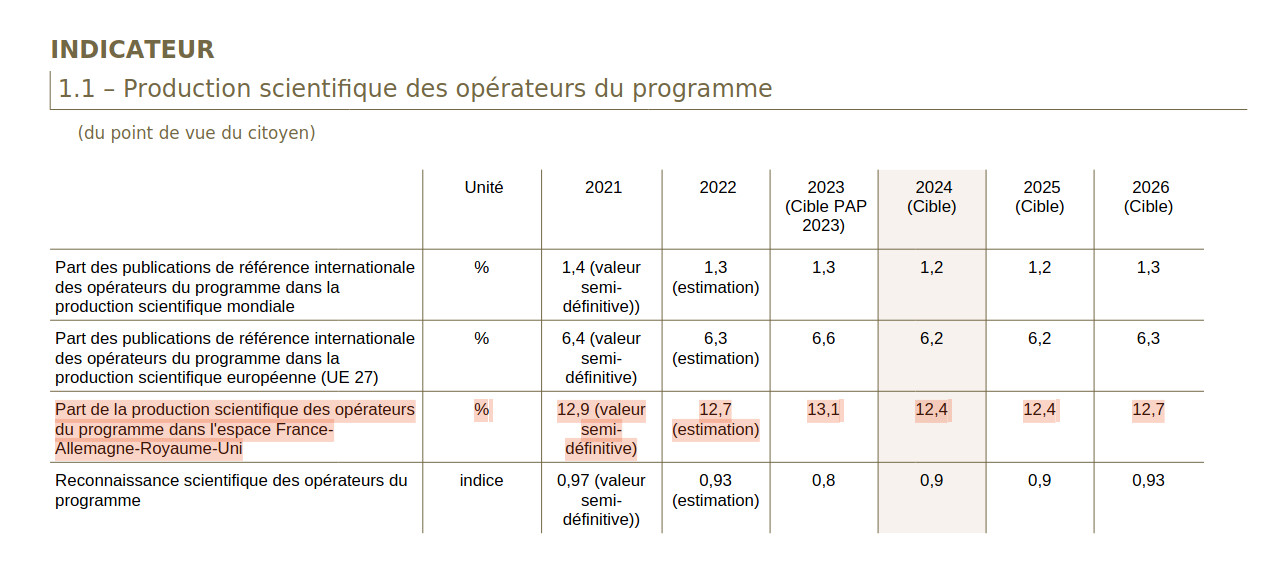 INDICATEUR
1.1 – Production scientifique des opérateurs du programme
(du point de vue du citoyen)
Unité 2021 2022 2023 2024 2025 2026
(Cible PAP (Cible) (Cible) (Cible)
2023)
Part des publications de référence internationale % 1,4 (valeur 1,3 1,3 1,2 1,2 1,3
des opérateurs du programme dans la semi- (estimation)
production scientifique mondiale définitive))
Part des publications de référence internationale % 6,4 (valeur 6,3 6,6 6,2 6,2 6,3
des opérateurs du programme dans la semi- (estimation)
production scientifique européenne (UE 27) définitive)
Part de la production scientifique des opérateurs % 12,9 (valeur 12,7 13,1 12,4 12,4 12,7
du programme dans l'espace France- semi- (estimation)
Allemagne-Royaume-Uni définitive)
Reconnaissance scientifique des opérateurs du indice 0,97 (valeur 0,93 0,8 0,9 0,9 0,93
programme semi- (estimation)
définitive))